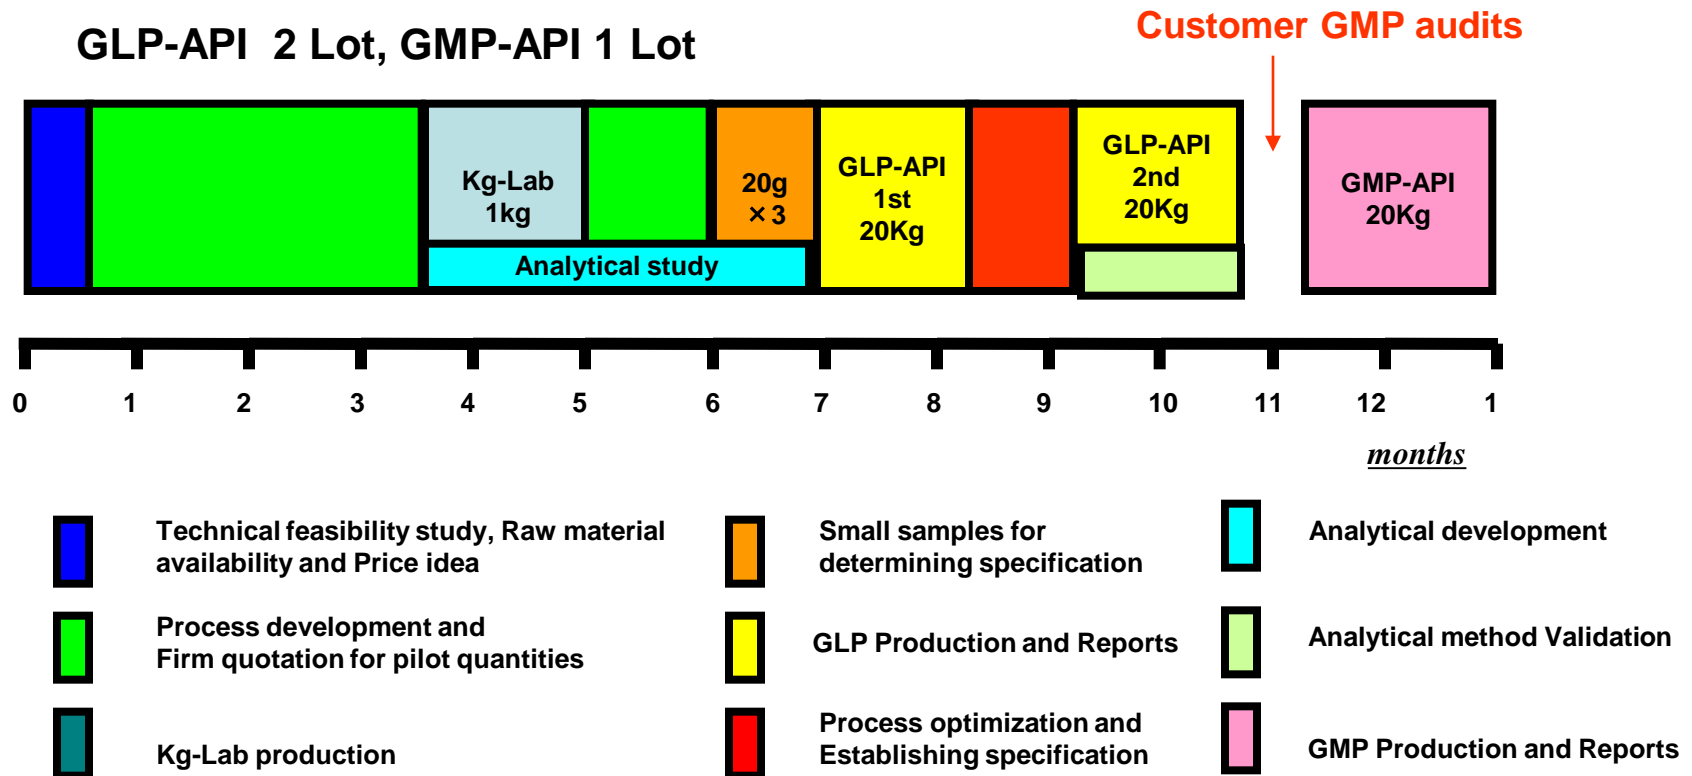 Customer GMP audits
GLP-API 2 Lot, GMP-API 1 Lot
Kg-Lab
1kg
20g
×3
GLP-API
1st
20Kg
GLP-API
2nd
20Kg
GMP-API
20Kg
Analytical study
0 1 2 3 4 5 6 7 8 9 10 11 12 1
months
Technical feasibility study, Raw material
availability and Price idea
Process development and
Firm quotation for pilot quantities
Kg-Lab production
Small samples for
determining specification
GLP Production and Reports
Process optimization and
Establishing specification
Analytical development
Analytical method Validation
GMP Production and Reports